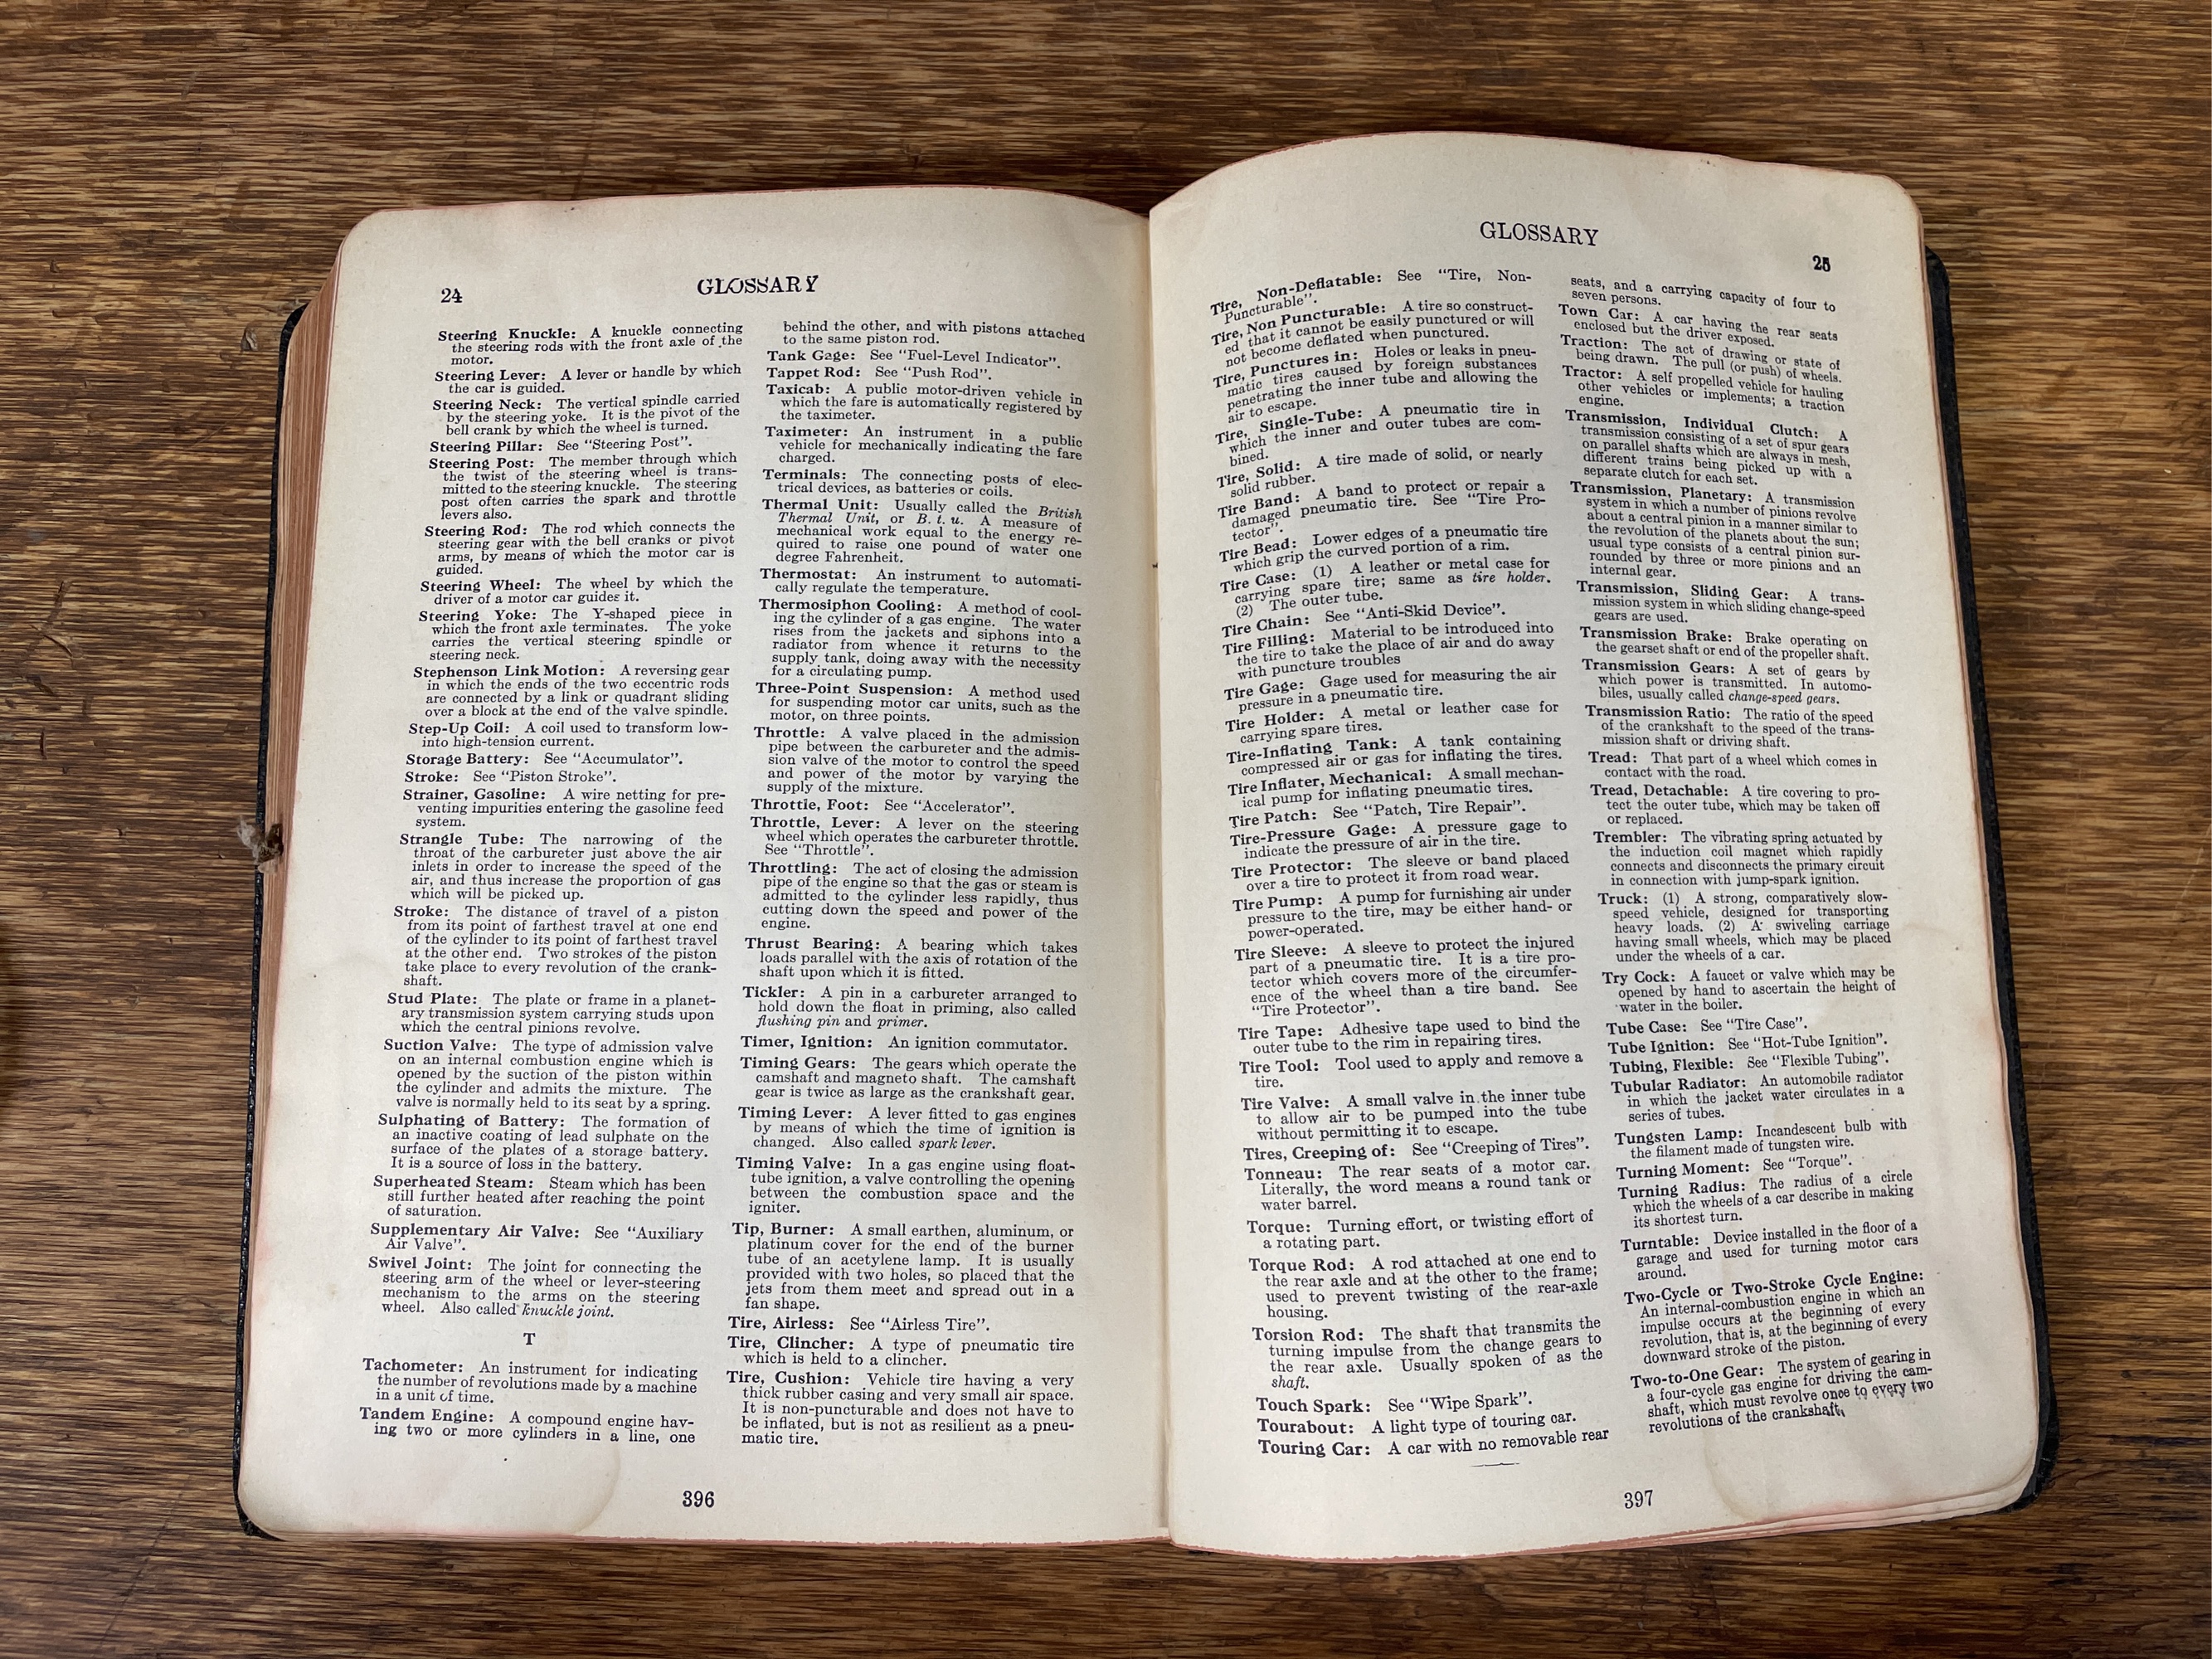 24
GLOSSARY
Steering Knuckle: A knuckle connecting
the steering rods with the front axle of the
motor.
Steering Lever: A lever or handle by which
the car is guided.
Steering Neck: The vertical spindle carried
by the steering yoke. It is the pivot of the
bell crank by which the wheel is turned.
Steering Pillar: See "Steering Post".
Steering Post: The member through which
the twist of the steering wheel is trans-
mitted to the steering knuckle. The steering
post often carries the spark and throttle
levers also.
Steering Rod: The rod which connects the
steering gear with the bell cranks or pivot
arms, by means of which the motor car is
guided.
Steering Wheel: The wheel by which the
driver of a motor car guides it.
Steering Yoke: The Y-shaped piece in
which the front axle terminates. The yoke
carries the vertical steering spindle or
steering neck.
Stephenson Link Motion: A reversing gear
in which the ends of the two eccentric rods
are connected by a link or quadrant sliding
over a block at the end of the valve spindle.
Step-Up Coil: A coil used to transform low-
into high-tension current.
Storage Battery: See "Accumulator".
Stroke: See "Piston Stroke".
Strainer, Gasoline: A wire netting for pre-
venting impurities entering the gasoline feed
system.
Strangle Tube: The narrowing of the
throat of the carbureter just above the air
inlets in order to increase the speed of the
air, and thus increase the proportion of gas
which will be picked up.
Stroke: The distance of travel of a piston
from its point of farthest travel at one end
of the cylinder to its point of farthest travel
at the other end. Two strokes of the piston
take place to every revolution of the crank-
shaft.
Stud Plate: The plate or frame in a planet-
ary transmission system carrying studs upon
which the central pinions revolve.
Suction Valve: The type of admission valve
on an internal combustion engine which is
opened by the suction of the piston within
the cylinder and admits the mixture. The
valve is normally held to its seat by a spring.
Sulphating of Battery: The formation of
an inactive coating of lead sulphate on the
surface of the plates of a storage battery.
It is a source of loss in the battery.
Superheated Steam: Steam which has been
still further heated after reaching the point
of saturation.
Supplementary Air Valve: See "Auxiliary
Air Valve".
Swivel Joint: The joint for connecting the
steering arm of the wheel or lever-steering
mechanism to the arms on the steering
wheel. Also called knuckle joint.
T
Tachometer: An instrument for indicating
the number of revolutions made by a machine
in a unit of time.
Tandem Engine: A compound engine hav-
ing two or more cylinders in a line, one
behind the other, and with pistons attached
to the same piston rod.
Tank Gage: See "Fuel-Level Indicator".
Tappet Rod: See "Push Rod".
Taxicab: A public motor-driven vehicle in
which the fare is automatically registered by
the taximeter.
Taximeter: An instrument in a public
vehicle for mechanically indicating the fare
charged.
Terminals: The connecting posts of elec-
trical devices, as batteries or coils.
Thermal Unit: Usually called the British
Thermal Unit, or B. t. u. A measure of
mechanical work equal to the energy re-
quired to raise one pound of water one
degree Fahrenheit.
Thermostat: An instrument to automati-
cally regulate the temperature.
Thermosiphon Cooling: A method of cool-
ing the cylinder of a gas engine. The water
rises from the jackets and siphons into a
radiator from whence it returns to the
supply tank, doing away with the necessity
for a circulating pump.
Three-Point Suspension: A method used
for suspending motor car units, such as the
motor, on three points.
Throttle: A valve placed in the admission
pipe between the carbureter and the admis-
sion valve of the motor to control the speed
and power of the motor by varying the
supply of the mixture.
Throttle, Foot: See "Accelerator".
Throttle, Lever: A lever on the steering
wheel which operates the carbureter throttle.
See "Throttle".
Throttling: The act of closing the admission
pipe of the engine so that the gas or steam is
admitted to the cylinder less rapidly, thus
cutting down the speed and power of the
engine.
Thrust Bearing: A bearing which takes
loads parallel with the axis of rotation of the
shaft upon which it is fitted.
Tickler: A pin in a carbureter arranged to
hold down the float in priming, also called
flushing pin and primer.
Timer, Ignition: An ignition commutator.
Timing Gears: The gears which operate the
camshaft and magneto shaft. The camshaft
gear is twice as large as the crankshaft gear.
Timing Lever: A lever fitted to gas engines
by means of which the time of ignition is
changed. Also called spark lever.
Timing Valve: In a gas engine using float-
tube ignition, a valve controlling the opening
between the combustion space and the
igniter.
Tip, Burner: A small earthen, aluminum, or
platinum cover for the end of the burner
tube of an acetylene lamp. It is usually
provided with two holes, so placed that the
jets from them meet and spread out in a
fan shape.
Tire, Airless: See "Airless Tire".
Tire, Clincher: A type of pneumatic tire
which is held to a clincher.
Tire, Cushion: Vehicle tire having a very
thick rubber casing and very small air space.
It is non-puncturable and does not have to
be inflated, but is not as resilient as a pneu-
matic tire.
396
GLOSSARY
25
Tire, Non-Deflatable: See "Tire, Non-
Puncturable".
Tire, Non Puncturable: A tire so construct-
ed that it cannot be easily punctured or will
not become deflated when punctured.
Tire, Punctures in: Holes or leaks in pneu-
matic tires caused by foreign substances
penetrating the inner tube and allowing the
air to escape.
Tire, Single-Tube: A pneumatic tire in
which the inner and outer tubes are com-
bined.
Tire, Solid: A tire made of solid, or nearly
solid rubber.
Tire Band: A band to protect or repair a
damaged pneumatic tire. See "Tire Pro-
tector".
Tire Bead: Lower edges of a pneumatic tire
which grip the curved portion of a rim.
Tire Case: (1) A leather or metal case for
carrying spare tire; same as tire holder.
(2) The outer tube.
Tire Chain: See "Anti-Skid Device".
Tire Filling: Material to be introduced into
the tire to take the place of air and do away
with puncture troubles
Tire Gage: Gage used for measuring the air
pressure in a pneumatic tire.
Tire Holder: A metal or leather case for
carrying spare tires.
Tire-Inflating Tank: A tank containing
compressed air or gas for inflating the tires.
Tire Inflater, Mechanical: A small mechan-
ical pump for inflating pneumatic tires.
Tire Patch: See "Patch, Tire Repair".
Tire-Pressure Gage: A pressure gage to
indicate the pressure of air in the tire.
Tire Protector: The sleeve or band placed
over a tire to protect it from road wear.
Tire Pump: A pump for furnishing air under
pressure to the tire, may be either hand- or
power-operated.
Tire Sleeve: A sleeve to protect the injured
part of a pneumatic tire. It is a tire pro-
tector which covers more of the circumfer-
ence of the wheel than a tire band. See
"Tire Protector".
Tire Tape: Adhesive tape used to bind the
outer tube to the rim in repairing tires.
Tire Tool: Tool used to apply and remove a
tire.
Tire Valve: A small valve in the inner tube
to allow air to be pumped into the tube
without permitting it to escape.
Tires, Creeping of: See "Creeping of Tires".
Tonneau: The rear seats of a motor car.
Literally, the word means a round tank or
water barrel.
Torque: Turning effort, or twisting effort of
a rotating part.
Torque Rod: A rod attached at one end to
the rear axle and at the other to the frame;
used to prevent twisting of the rear-axle
housing.
Torsion Rod: The shaft that transmits the
turning impulse from the change gears to
the rear axle. Usually spoken of as the
shaft.
Touch Spark: See "Wipe Spark".
Tourabout: A light type of touring car.
Touring Car: A car with no removable rear
seats, and a carrying capacity of four to
seven persons.
Town Car: A car having the rear seats
enclosed but the driver exposed.
Traction: The act of drawing or state of
being drawn. The pull (or push) of wheels.
Tractor: A self propelled vehicle for hauling
other vehicles or implements; a traction
engine.
Transmission, Individual Clutch: A
transmission consisting of a set of spur gears
on parallel shafts which are always in mesh,
different trains being picked up with a
separate clutch for each set.
Transmission, Planetary: A transmission
system in which a number of pinions revolve
about a central pinion in a manner similar to
the revolution of the planets about the sun;
usual type consists of a central pinion sur-
rounded by three or more pinions and an
internal gear.
Transmission, Sliding Gear: A trans-
mission system in which sliding change-speed
gears are used.
Transmission Brake: Brake operating on
the gearset shaft or end of the propeller shaft.
Transmission Gears: A set of gears by
which power is transmitted. In automo-
biles, usually called change-speed gears.
Transmission Ratio: The ratio of the speed
of the crankshaft to the speed of the trans-
mission shaft or driving shaft.
Tread: That part of a wheel which comes in
contact with the road.
Tread, Detachable: A tire covering to pro-
tect the outer tube, which may be taken off
or replaced.
Trembler: The vibrating spring actuated by
the induction coil magnet which rapidly
connects and disconnects the primary circuit
in connection with jump-spark ignition.
Truck: (1) A strong, comparatively slow-
speed vehicle, designed for transporting
heavy loads. (2) A swiveling carriage
having small wheels, which may be placed
under the wheels of a car.
Try Cock: A faucet or valve which may be
opened by hand to ascertain the height of
water in the boiler.
Tube Case: See "Tire Case".
Tube Ignition: See "Hot-Tube Ignition".
Tubing, Flexible: See "Flexible Tubing".
Tubular Radiator: An automobile radiator
in which the jacket water circulates in a
series of tubes.
Tungsten Lamp: Incandescent bulb with
the filament made of tungsten wire.
Turning Moment: See "Torque".
Turning Radius: The radius of a circle
which the wheels of a car describe in making
its shortest turn.
Turntable: Device installed in the floor of a
garage and used for turning motor cars
around.
Two-Cycle or Two-Stroke Cycle Engine:
An internal-combustion engine in which an
impulse occurs at the beginning of every
revolution, that is, at the beginning of every
downward stroke of the piston.
Two-to-One Gear: The system of gearing in
a four-cycle gas engine for driving the cam-
shaft, which must revolve once to every two
revolutions of the crankshaft.
397